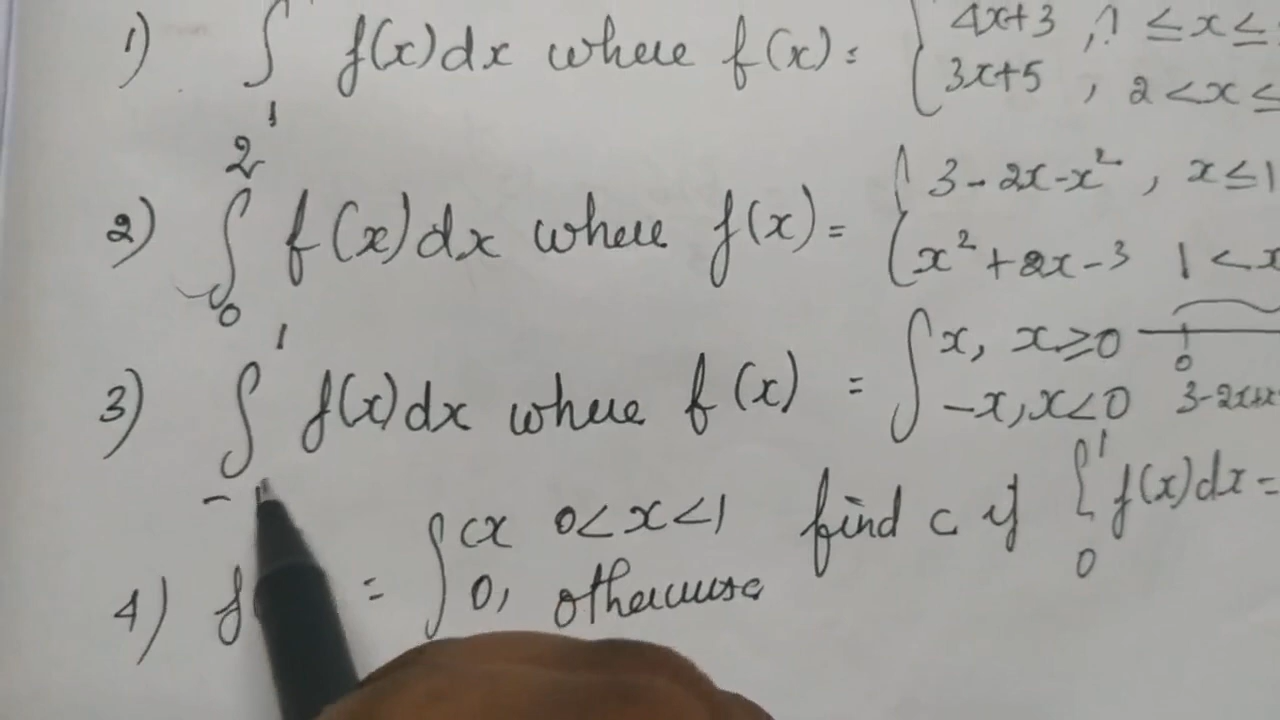 1) ∫ f(x)dx where f(x) = { 4x+3 , 1 ≤ x ≤
1
3x+5 , 2 < x ≤
2
2) ∫ f(x)dx where f(x) = { 3 - 2x - x² , x ≤ 1
0
x² + 2x - 3 1 < x
0
1
3) ∫ f(x)dx where f(x) = { x, x ≥ 0
-
-x, x < 0 3-2x+x
4) f = { cx 0 < x < 1 find c if ∫ f(x)dx =
1
0
0, otherwise